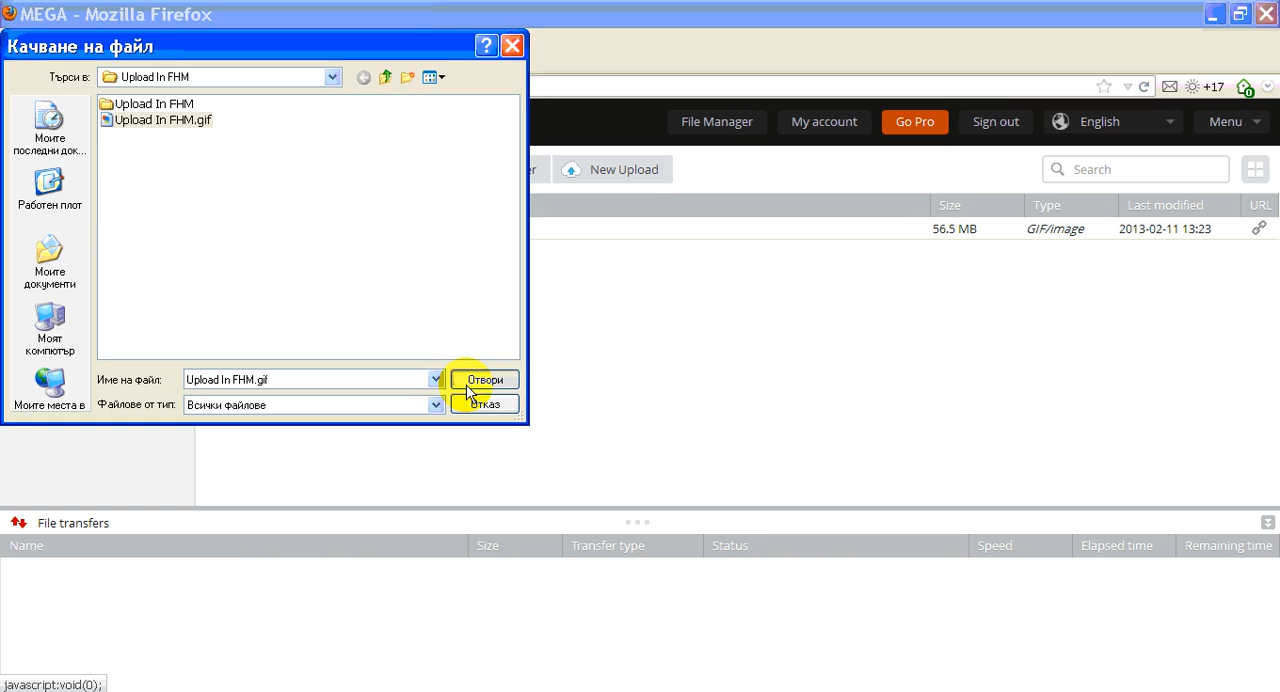 MEGA - Mozilla Firefox
Качване на файл
Търси в: Upload In FHM
Upload In FHM
Upload In FHM.gif
Моите
последни док...
Работен плот
Моите
документи
Моят
компютър
Моите места в
Име на файл: Upload In FHM.gif Отвори
Файлове от тип: Всички файлове Отказ
+17 0
File Manager My account Go Pro Sign out English Menu
er New Upload Search
Size Type Last modified URL
56.5 MB GIF/image 2013-02-11 13:23
File transfers
Name Size Transfer type Status Speed Elapsed time Remaining time
javascript:void(0);